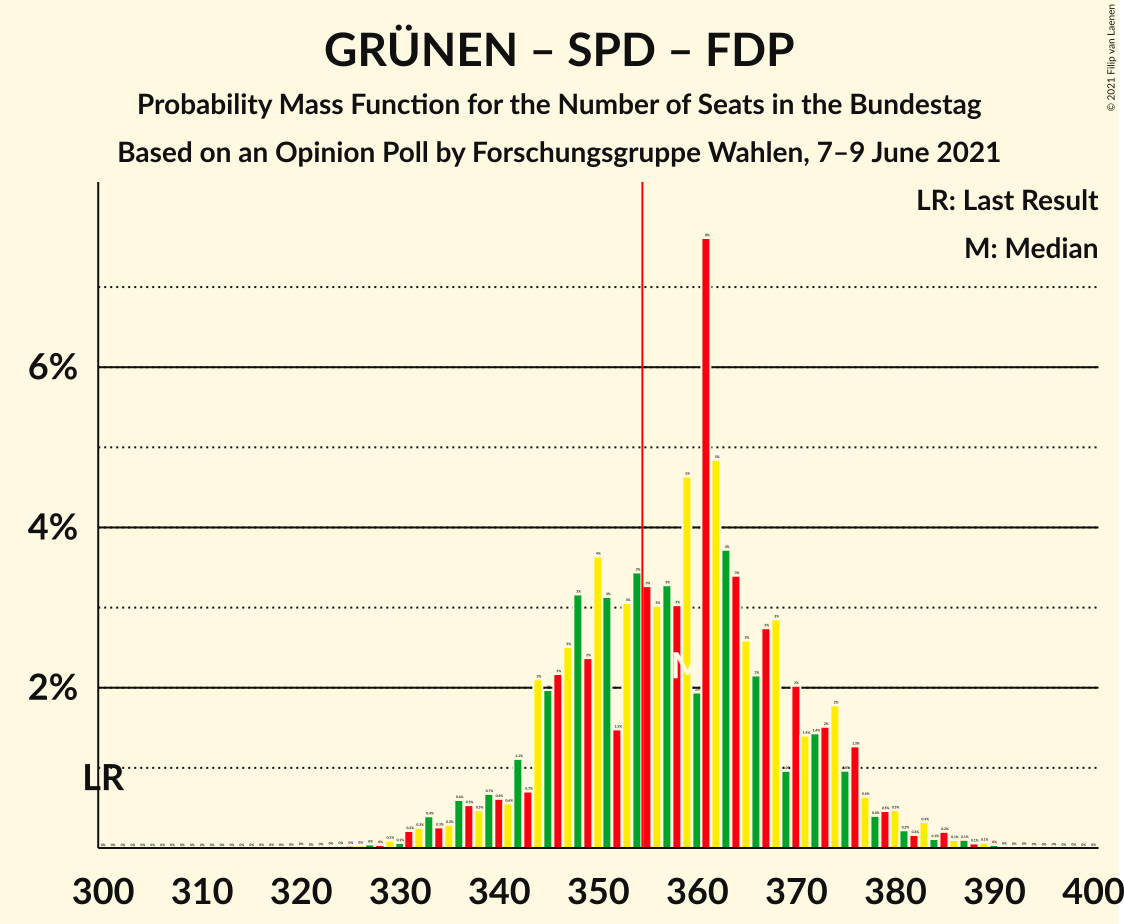 GRÜNEN – SPD – FDP
Probability Mass Function for the Number of Seats in the Bundestag
Based on an Opinion Poll by Forschungsgruppe Wahlen, 7–9 June 2021
© 2021 Filip van Laenen
LR: Last Result
M: Median
6%
4%
2%
LR
M
300 310 320 330 340 350 360 370 380 390 400